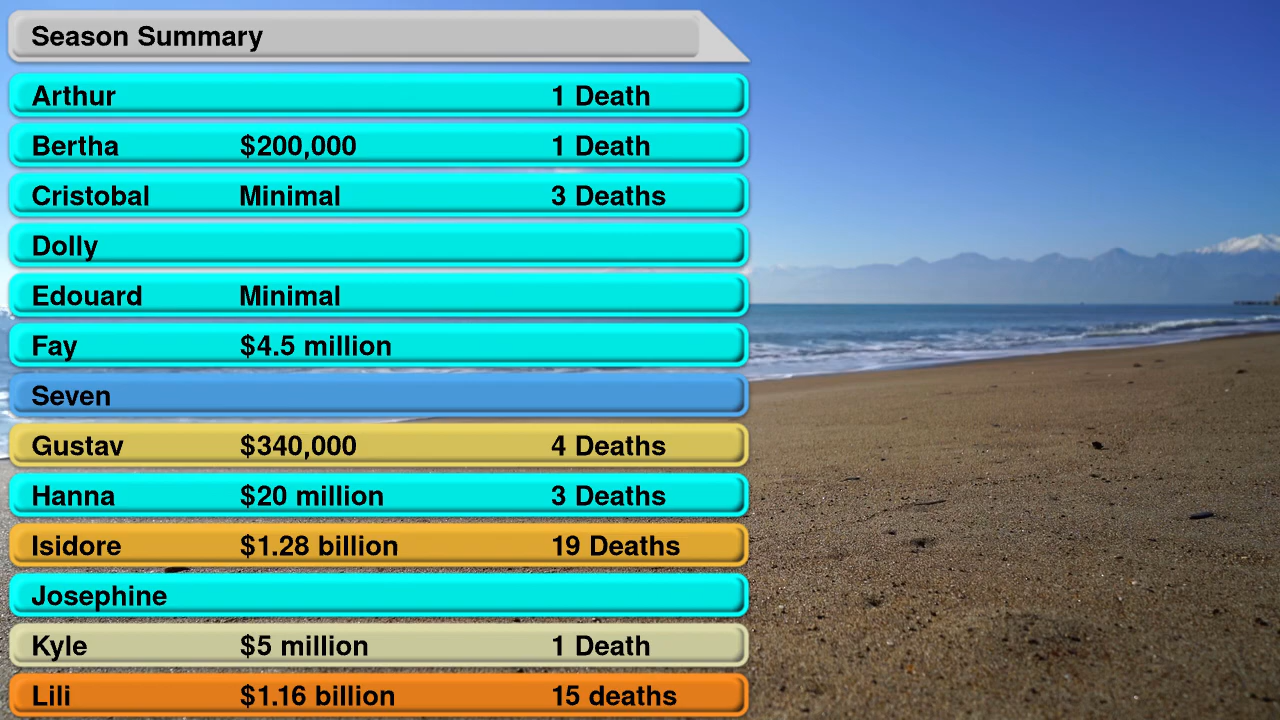 Season Summary
Arthur 1 Death
Bertha $200,000 1 Death
Cristobal Minimal 3 Deaths
Dolly
Edouard Minimal
Fay $4.5 million
Seven
Gustav $340,000 4 Deaths
Hanna $20 million 3 Deaths
Isidore $1.28 billion 19 Deaths
Josephine
Kyle $5 million 1 Death
Lili $1.16 billion 15 deaths